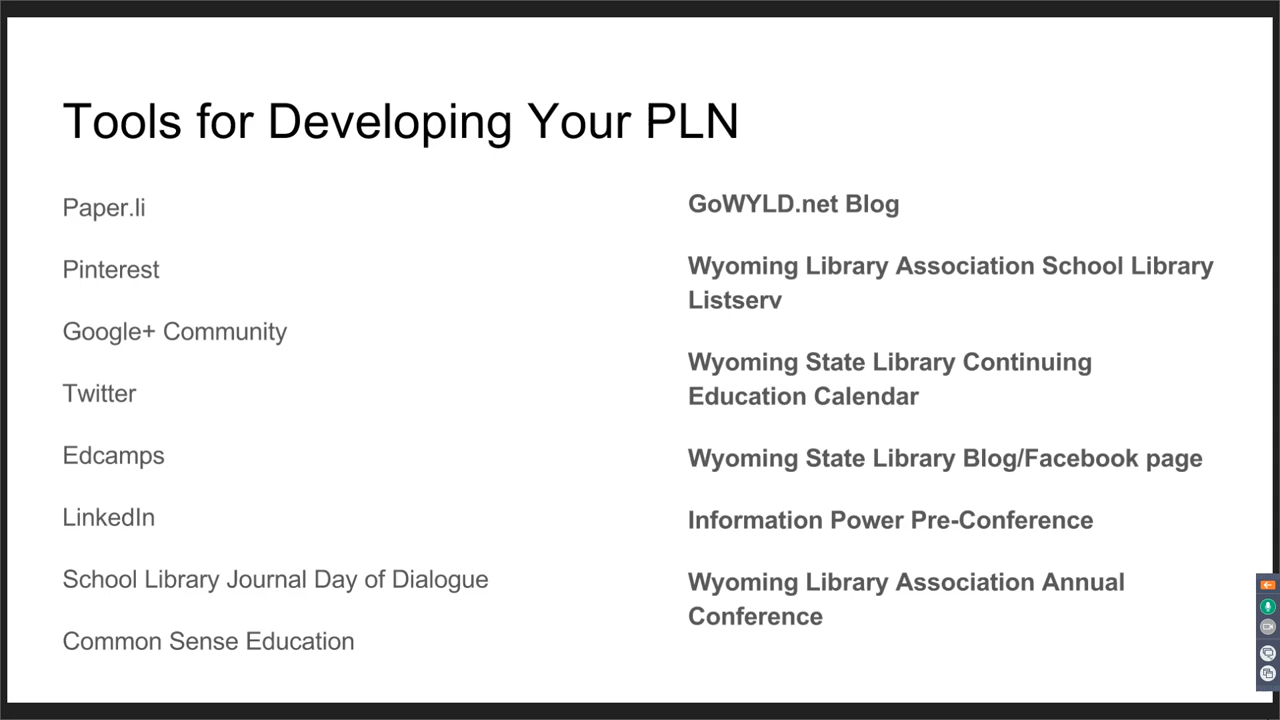 Tools for Developing Your PLN
Paper.li
Pinterest
Google+ Community
Twitter
Edcamps
LinkedIn
School Library Journal Day of Dialogue
Common Sense Education
GoWYLD.net Blog
Wyoming Library Association School Library
Listserv
Wyoming State Library Continuing
Education Calendar
Wyoming State Library Blog/Facebook page
Information Power Pre-Conference
Wyoming Library Association Annual
Conference